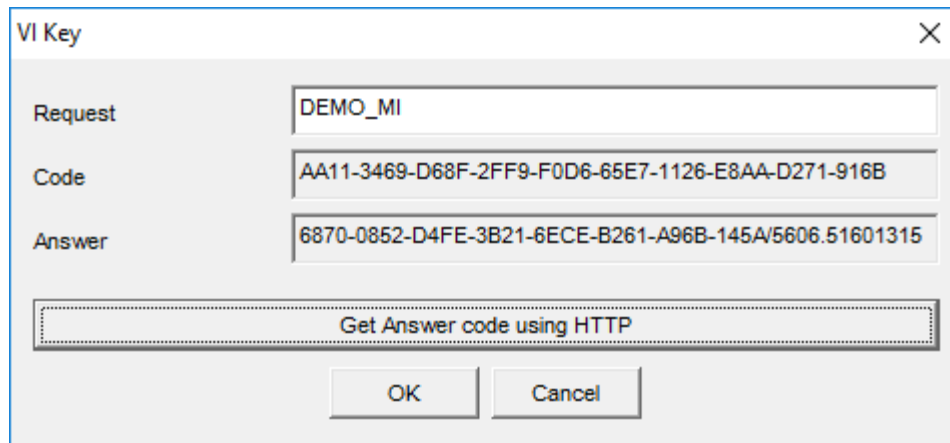 VI Key
Request DEMO_MI
Code AA11-3469-D68F-2FF9-F0D6-65E7-1126-E8AA-D271-916B
Answer 6870-0852-D4FE-3B21-6ECE-B261-A96B-145A/5606.51601315
Get Answer code using HTTP
OK Cancel